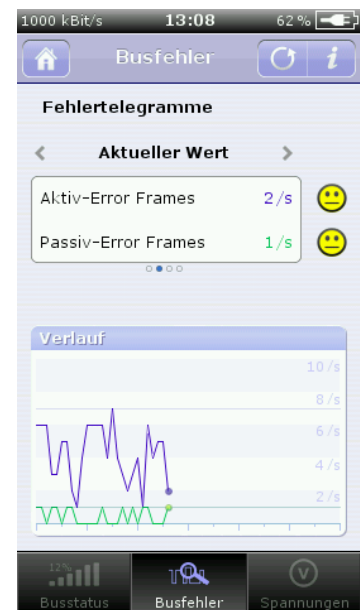 1000 kBit/s 13:08 62 %
Busfehler i
Fehlertelegramme
< Aktueller Wert >
Aktiv-Error Frames 2/s
Passiv-Error Frames 1/s
Verlauf
10/s
8/s
6/s
4/s
2/s
12% V
Busstatus Busfehler Spannungen